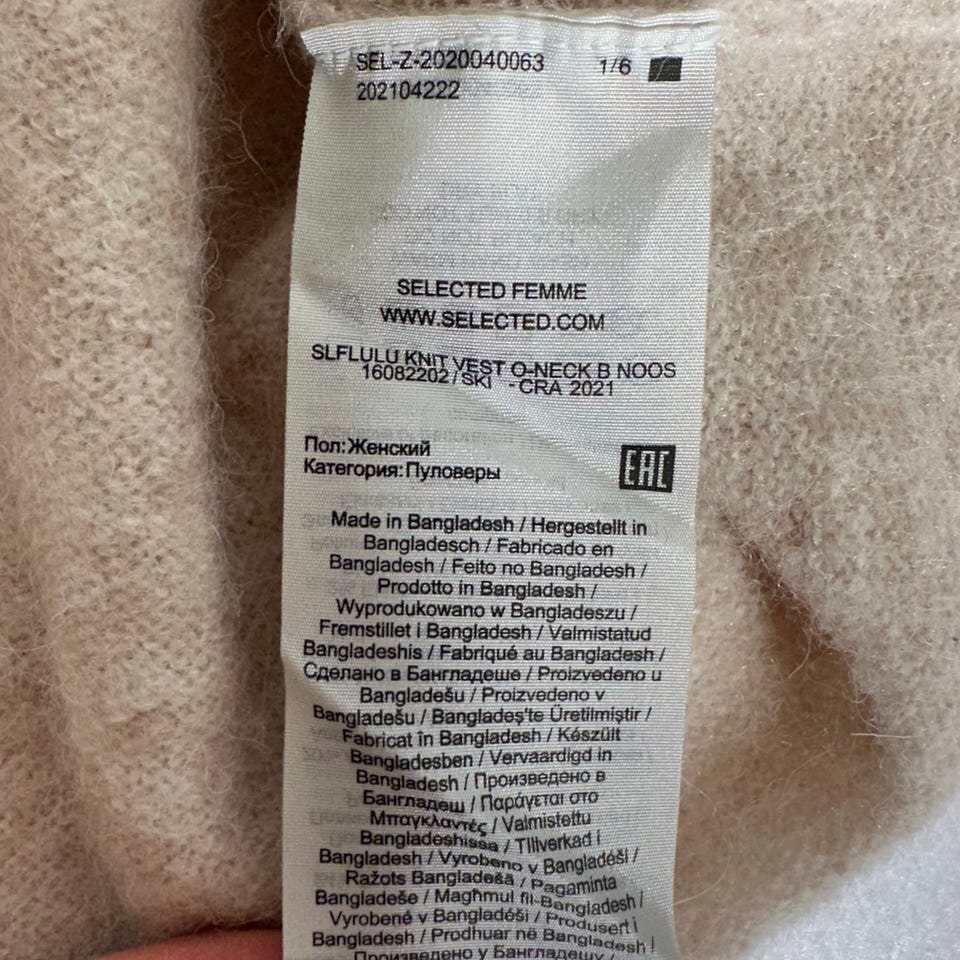 SEL-Z-2020040063 1/6
202104222
SELECTED FEMME
WWW.SELECTED.COM
SLFLULU KNIT VEST O-NECK B NOOS
16082202 / SKI - CRA 2021
Пол:Женский
Категория:Пуловеры
EAC
Made in Bangladesh / Hergestellt in
Bangladesch / Fabricado en
Bangladesh / Feito no Bangladesh /
Prodotto in Bangladesh /
Wyprodukowano w Bangladeszu /
Fremstillet i Bangladesh / Valmistatud
Bangladeshis / Fabriqué au Bangladesh /
Сделано в Бангладеше / Proizvedeno u
Bangladešu / Proizvedeno v
Bangladešu / Bangladeş'te Üretilmiştir /
Fabricat în Bangladesh / Készült
Bangladesben / Vervaardigd in
Bangladesh / Произведено в
Бангладеш / Παράγεται στο
Μπαγκλαντές / Valmistettu
Bangladeshissa / Tillverkad i
Bangladesh / Vyrobeno v Bangladéši /
Ražots Bangladešā / Pagaminta
Bangladeše / Magħmul fil-Bangladesh /
Vyrobené v Bangladéši / Produsert i
Bangladesh / Prodhuar në Bangladesh /
Произведено у Бангладешу /